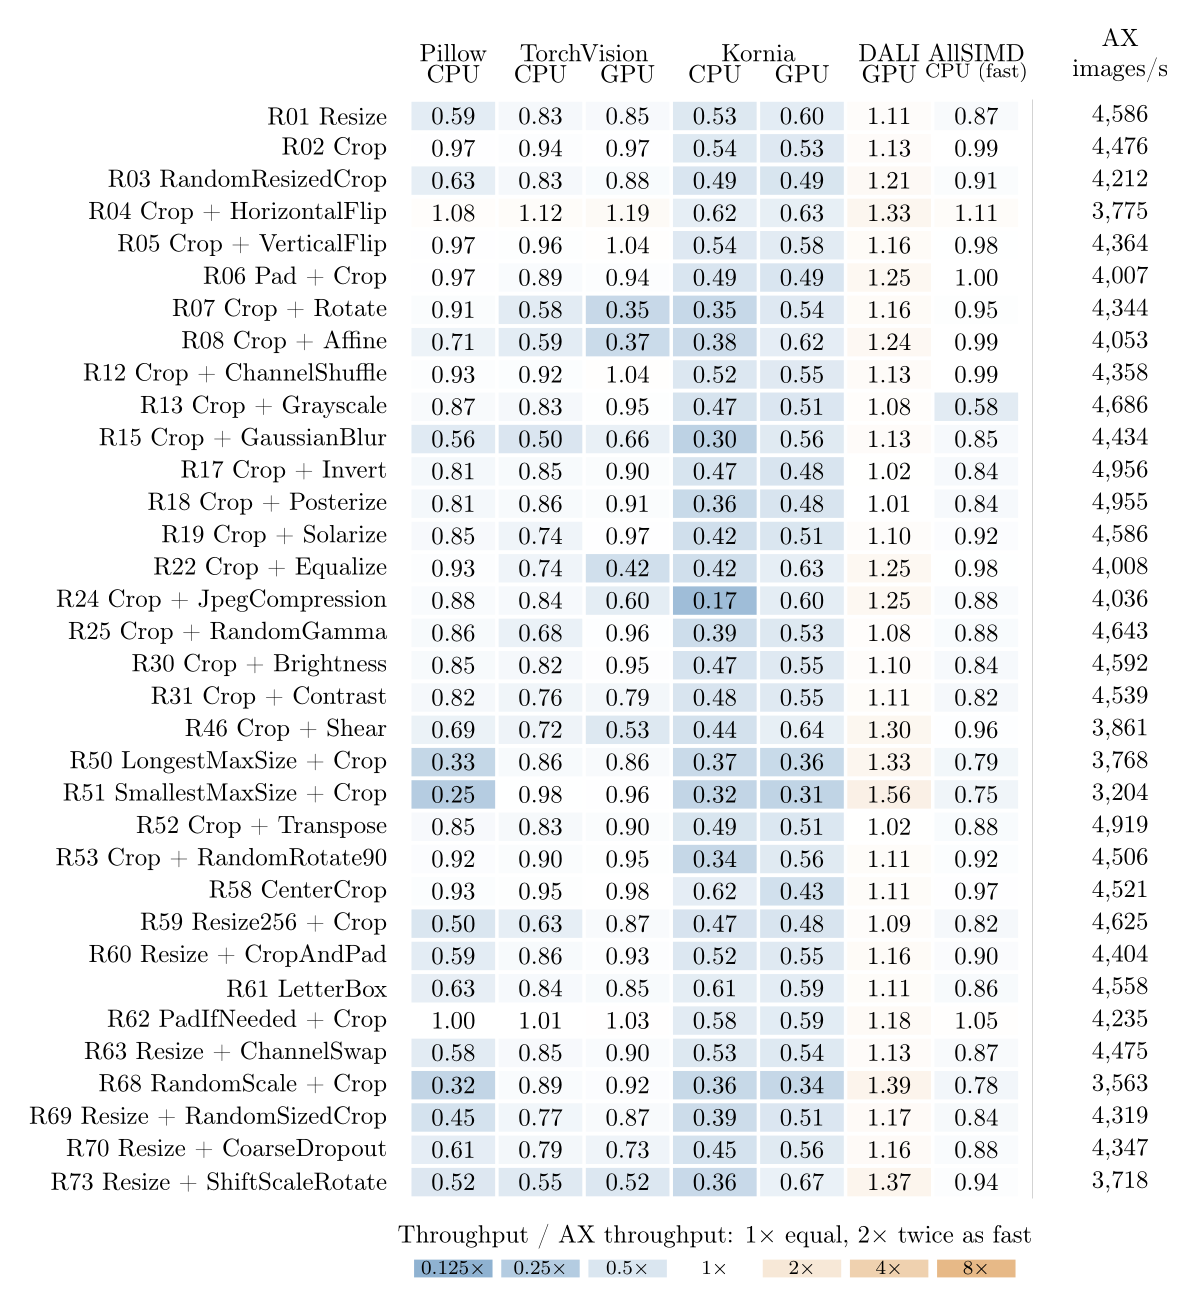 AX
Pillow TorchVision Kornia DALI AllSIMD
CPU CPU GPU CPU GPU GPU CPU (fast) images/s
R01 Resize 0.59 0.83 0.85 0.53 0.60 1.11 0.87 4,586
R02 Crop 0.97 0.94 0.97 0.54 0.53 1.13 0.99 4,476
R03 RandomResizedCrop 0.63 0.83 0.88 0.49 0.49 1.21 0.91 4,212
R04 Crop + HorizontalFlip 1.08 1.12 1.19 0.62 0.63 1.33 1.11 3,775
R05 Crop + VerticalFlip 0.97 0.96 1.04 0.54 0.58 1.16 0.98 4,364
R06 Pad + Crop 0.97 0.89 0.94 0.49 0.49 1.25 1.00 4,007
R07 Crop + Rotate 0.91 0.58 0.35 0.35 0.54 1.16 0.95 4,344
R08 Crop + Affine 0.71 0.59 0.37 0.38 0.62 1.24 0.99 4,053
R12 Crop + ChannelShuffle 0.93 0.92 1.04 0.52 0.55 1.13 0.99 4,358
R13 Crop + Grayscale 0.87 0.83 0.95 0.47 0.51 1.08 0.58 4,686
R15 Crop + GaussianBlur 0.56 0.50 0.66 0.30 0.56 1.13 0.85 4,434
R17 Crop + Invert 0.81 0.85 0.90 0.47 0.48 1.02 0.84 4,956
R18 Crop + Posterize 0.81 0.86 0.91 0.36 0.48 1.01 0.84 4,955
R19 Crop + Solarize 0.85 0.74 0.97 0.42 0.51 1.10 0.92 4,586
R22 Crop + Equalize 0.93 0.74 0.42 0.42 0.63 1.25 0.98 4,008
R24 Crop + JpegCompression 0.88 0.84 0.60 0.17 0.60 1.25 0.88 4,036
R25 Crop + RandomGamma 0.86 0.68 0.96 0.39 0.53 1.08 0.88 4,643
R30 Crop + Brightness 0.85 0.82 0.95 0.47 0.55 1.10 0.84 4,592
R31 Crop + Contrast 0.82 0.76 0.79 0.48 0.55 1.11 0.82 4,539
R46 Crop + Shear 0.69 0.72 0.53 0.44 0.64 1.30 0.96 3,861
R50 LongestMaxSize + Crop 0.33 0.86 0.86 0.37 0.36 1.33 0.79 3,768
R51 SmallestMaxSize + Crop 0.25 0.98 0.96 0.32 0.31 1.56 0.75 3,204
R52 Crop + Transpose 0.85 0.83 0.90 0.49 0.51 1.02 0.88 4,919
R53 Crop + RandomRotate90 0.92 0.90 0.95 0.34 0.56 1.11 0.92 4,506
R58 CenterCrop 0.93 0.95 0.98 0.62 0.43 1.11 0.97 4,521
R59 Resize256 + Crop 0.50 0.63 0.87 0.47 0.48 1.09 0.82 4,625
R60 Resize + CropAndPad 0.59 0.86 0.93 0.52 0.55 1.16 0.90 4,404
R61 LetterBox 0.63 0.84 0.85 0.61 0.59 1.11 0.86 4,558
R62 PadIfNeeded + Crop 1.00 1.01 1.03 0.58 0.59 1.18 1.05 4,235
R63 Resize + ChannelSwap 0.58 0.85 0.90 0.53 0.54 1.13 0.87 4,475
R68 RandomScale + Crop 0.32 0.89 0.92 0.36 0.34 1.39 0.78 3,563
R69 Resize + RandomSizedCrop 0.45 0.77 0.87 0.39 0.51 1.17 0.84 4,319
R70 Resize + CoarseDropout 0.61 0.79 0.73 0.45 0.56 1.16 0.88 4,347
R73 Resize + ShiftScaleRotate 0.52 0.55 0.52 0.36 0.67 1.37 0.94 3,718
Throughput / AX throughput: 1× equal, 2× twice as fast
0.125× 0.25× 0.5× 1× 2× 4× 8×